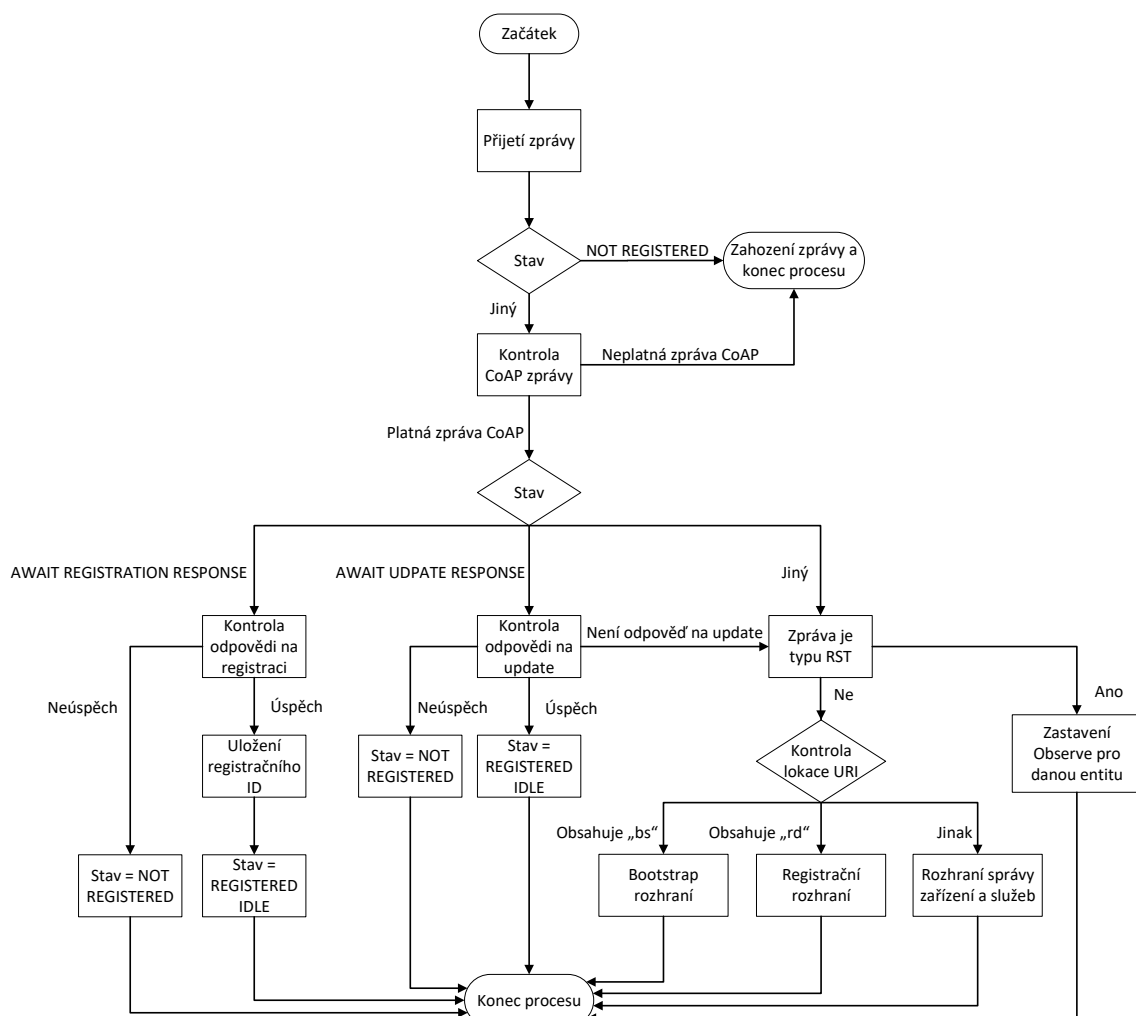 Začátek
Přijetí zprávy
Stav
NOT REGISTERED
Zahození zprávy a
konec procesu
Jiný
Kontrola
CoAP zprávy
Neplatná zpráva CoAP
Platná zpráva CoAP
Stav
AWAIT REGISTRATION RESPONSE
AWAIT UDPATE RESPONSE
Jiný
Kontrola
odpovědi na
registraci
Kontrola
odpovědi na
update
Není odpověď na update
Zpráva je
typu RST
Neúspěch
Úspěch
Neúspěch
Úspěch
Ne
Ano
Uložení
registračního
ID
Stav = NOT
REGISTERED
Stav =
REGISTERED
IDLE
Kontrola
lokace URI
Zastavení
Observe pro
danou entitu
Obsahuje „bs“
Obsahuje „rd“
Jinak
Stav = NOT
REGISTERED
Stav =
REGISTERED
IDLE
Bootstrap
rozhraní
Registrační
rozhraní
Rozhraní správy
zařízení a služeb
Konec procesu